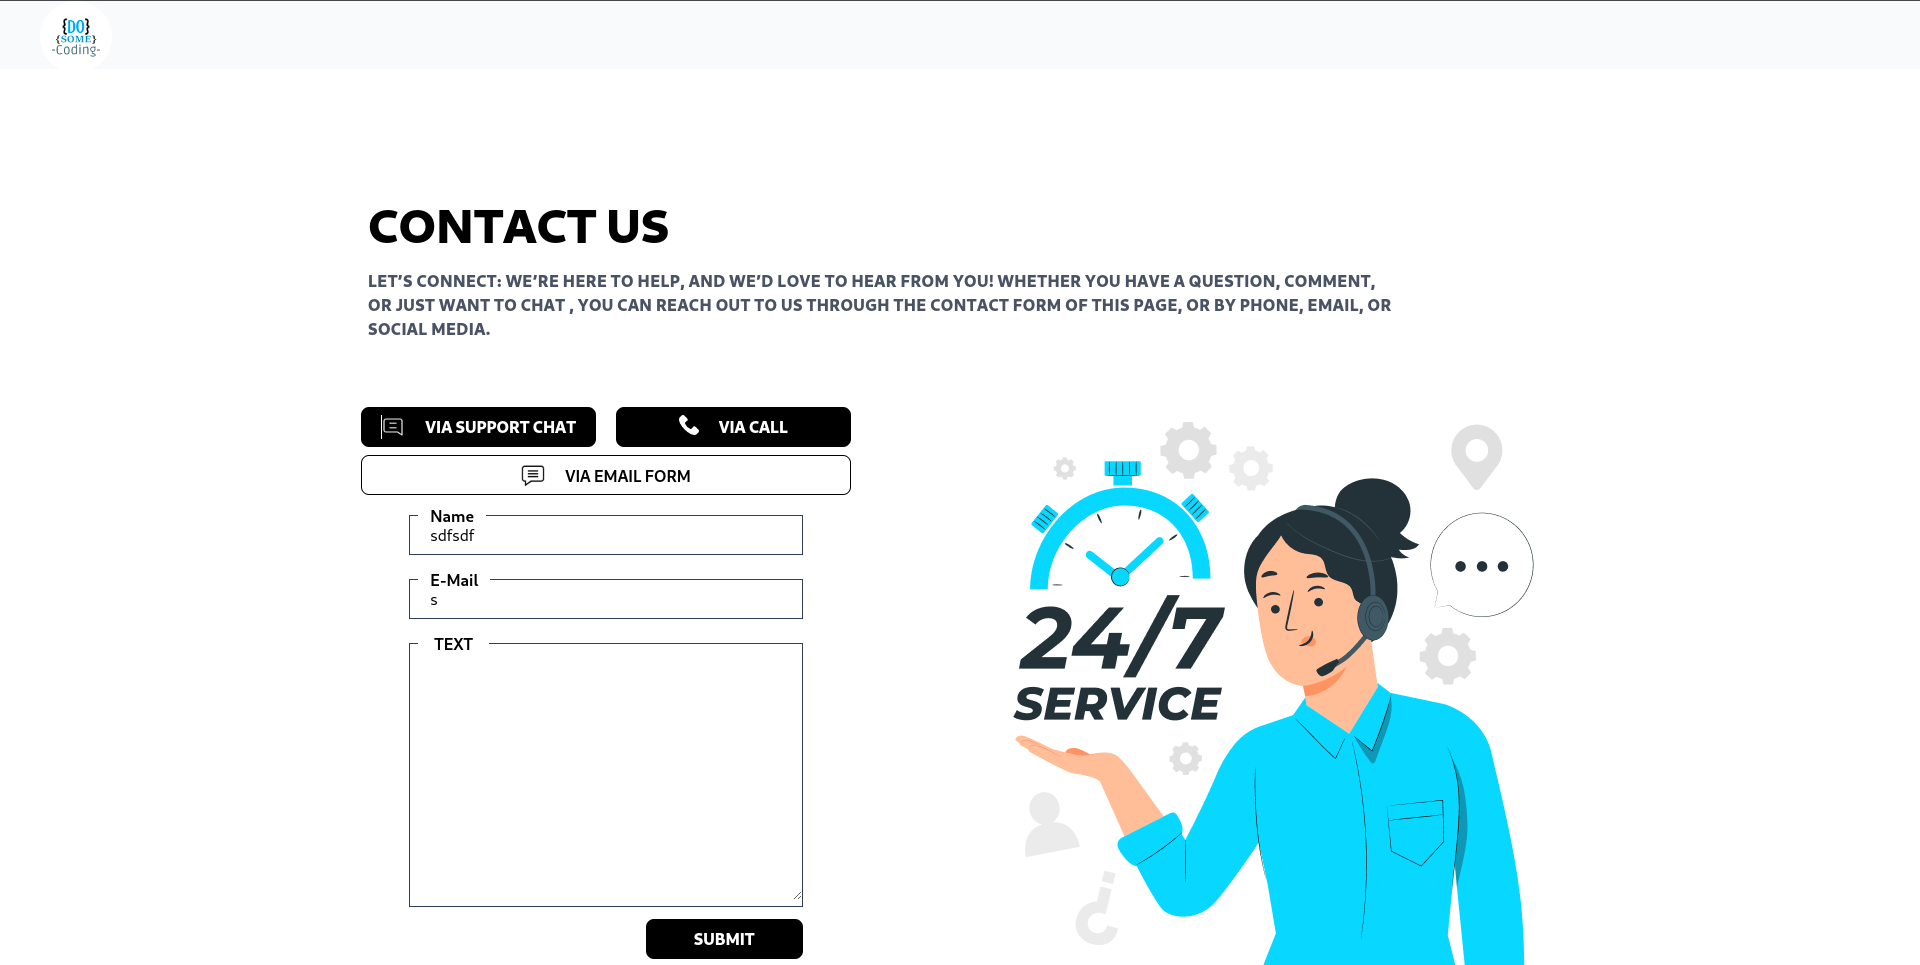 {DO}
{SOME}
-Coding-
CONTACT US
LET'S CONNECT: WE'RE HERE TO HELP, AND WE'D LOVE TO HEAR FROM YOU! WHETHER YOU HAVE A QUESTION, COMMENT,
OR JUST WANT TO CHAT , YOU CAN REACH OUT TO US THROUGH THE CONTACT FORM OF THIS PAGE, OR BY PHONE, EMAIL, OR
SOCIAL MEDIA.
VIA SUPPORT CHAT
VIA CALL
VIA EMAIL FORM
Name
sdfsdf
E-Mail
s
TEXT
SUBMIT
24/7
SERVICE